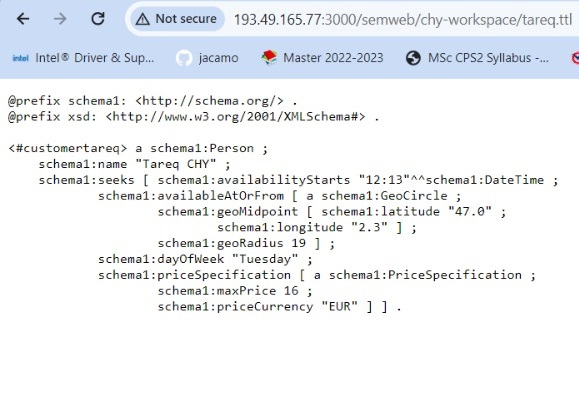 Not secure 193.49.165.77:3000/semweb/chy-workspace/tareq.ttl
intel Intel® Driver & Sup... jacamo Master 2022-2023 MSc CPS2 Syllabus -...
@prefix schema1: <http://schema.org/> .
@prefix xsd: <http://www.w3.org/2001/XMLSchema#> .
<#customertareq> a schema1:Person ;
schema1:name "Tareq CHY" ;
schema1:seeks [ schema1:availabilityStarts "12:13"^^schema1:DateTime ;
schema1:availableAtOrFrom [ a schema1:GeoCircle ;
schema1:geoMidpoint [ schema1:latitude "47.0" ;
schema1:longitude "2.3" ] ;
schema1:geoRadius 19 ] ;
schema1:dayOfWeek "Tuesday" ;
schema1:priceSpecification [ a schema1:PriceSpecification ;
schema1:maxPrice 16 ;
schema1:priceCurrency "EUR" ] ] .